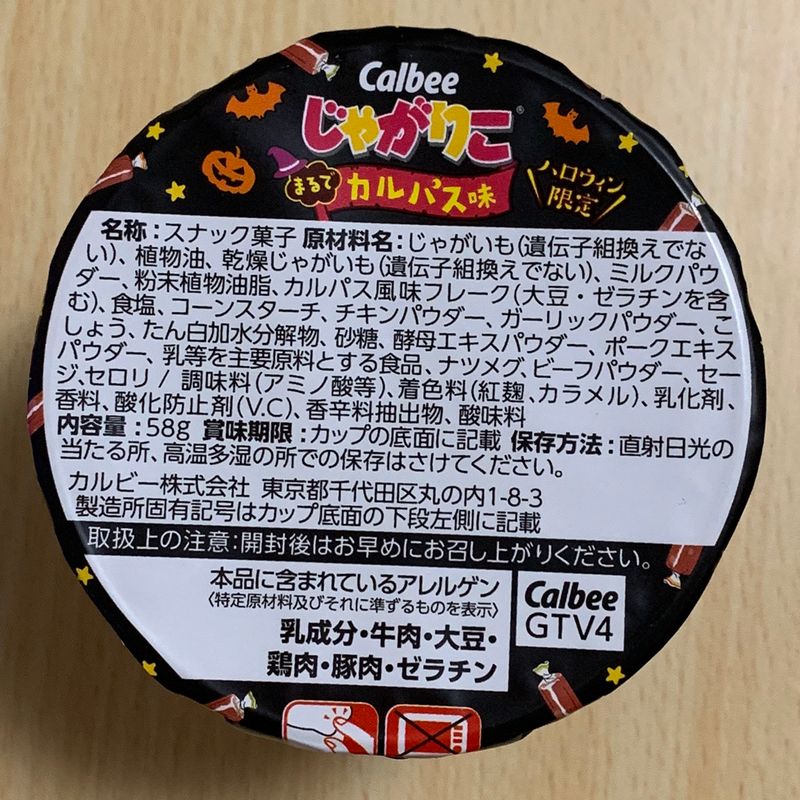 Calbee
じゃがりこ
まるで カルパス味
ハロウィン
限定
名称:スナック菓子 原材料名:じゃがいも(遺伝子組換えでな
い)、植物油、乾燥じゃがいも(遺伝子組換えでない)、ミルクパウ
ダー、粉末植物油脂、カルパス風味フレーク(大豆・ゼラチンを含
む)、食塩、コーンスターチ、チキンパウダー、ガーリックパウダー、こ
しょう、たん白加水分解物、砂糖、酵母エキスパウダー、ポークエキス
パウダー、乳等を主要原料とする食品、ナツメグ、ビーフパウダー、セー
ジ、セロリ / 調味料(アミノ酸等)、着色料(紅麹、カラメル)、乳化剤、
香料、酸化防止剤(V.C)、香辛料抽出物、酸味料
内容量:58g 賞味期限:カップの底面に記載 保存方法:直射日光の
当たる所、高温多湿の所での保存はさけてください。
カルビー株式会社 東京都千代田区丸の内1-8-3
製造所固有記号はカップ底面の下段左側に記載
取扱上の注意:開封後はお早めにお召し上がりください。
本品に含まれているアレルゲン
〈特定原材料及びそれに準ずるものを表示〉
乳成分・牛肉・大豆・
鶏肉・豚肉・ゼラチン
Calbee
GTV4